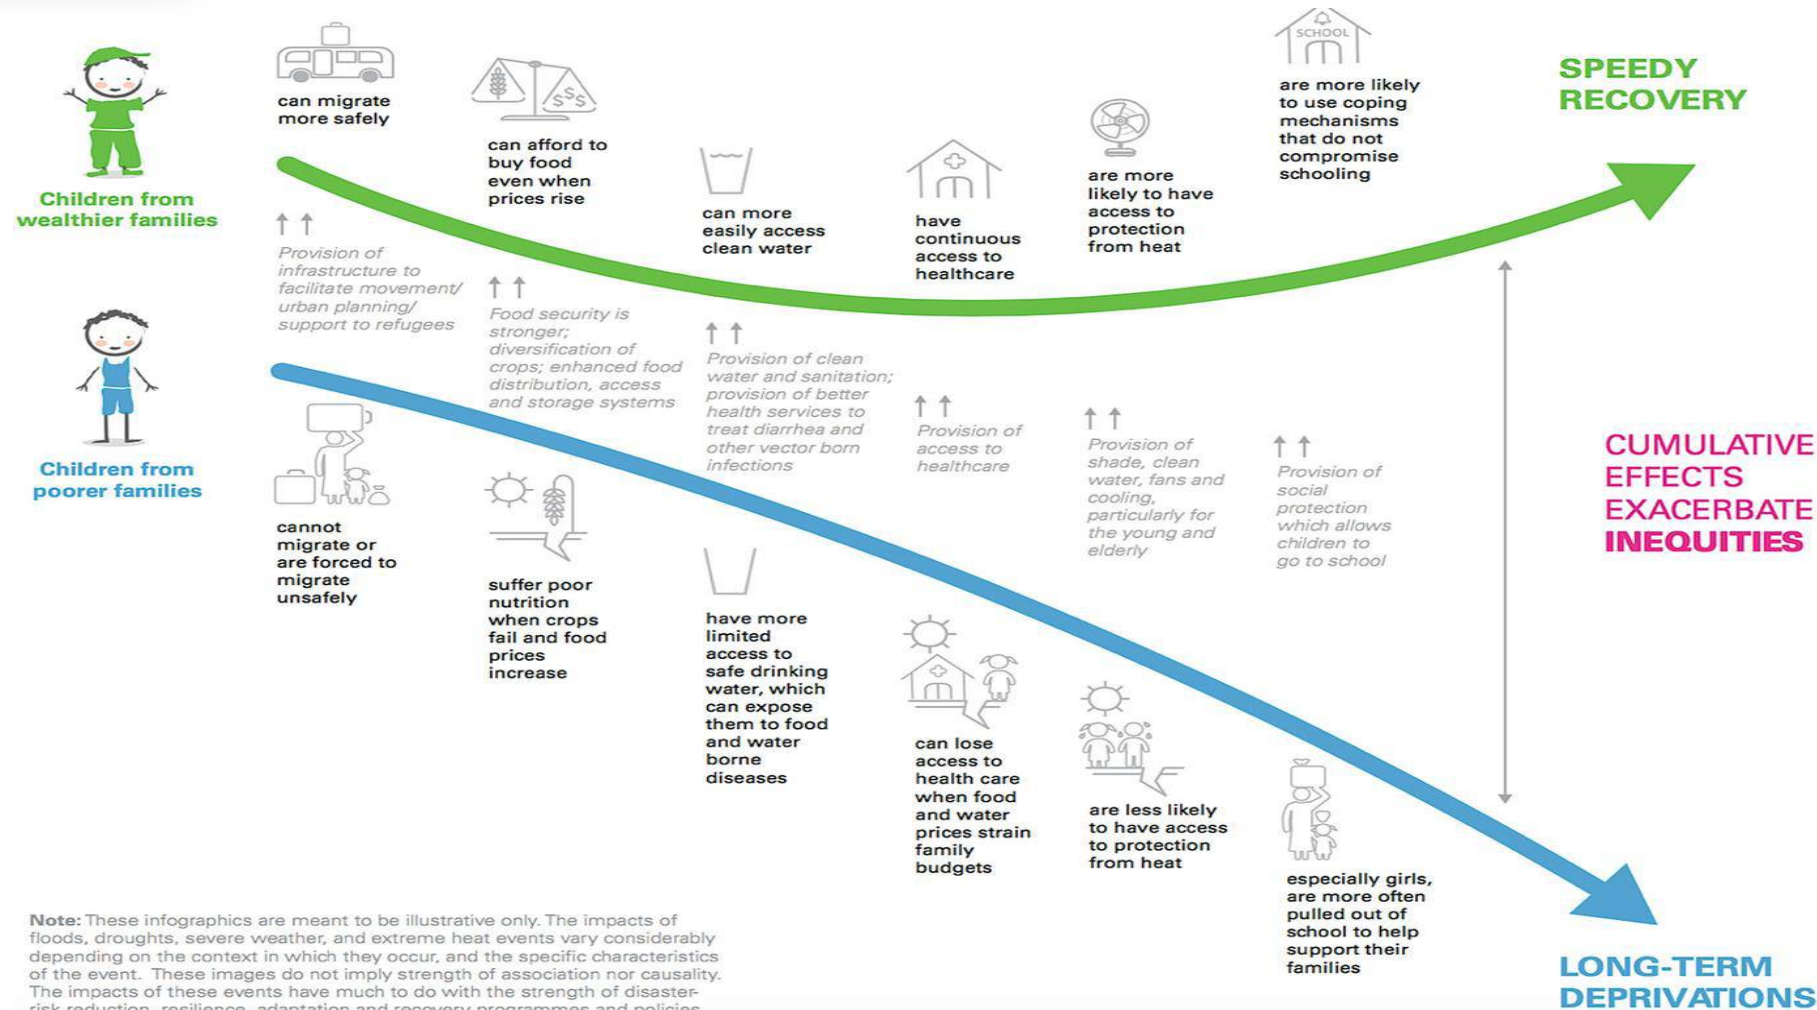 Children from
wealthier families
can migrate
more safely
can afford to
buy food
even when
prices rise
can more
easily access
clean water
have
continuous
access to
healthcare
are more
likely to have
access to
protection
from heat
SCHOOL
are more likely
to use coping
mechanisms
that do not
compromise
schooling
SPEEDY
RECOVERY
Provision of
infrastructure to
facilitate movement/
urban planning/
support to refugees
Food security is
stronger;
diversification of
crops; enhanced food
distribution, access
and storage systems
Provision of clean
water and sanitation;
provision of better
health services to
treat diarrhea and
other vector born
infections
Provision of
access to
healthcare
Provision of
shade, clean
water, fans and
cooling,
particularly for
the young and
elderly
Provision of
social
protection
which allows
children to
go to school
CUMULATIVE
EFFECTS
EXACERBATE
INEQUITIES
Children from
poorer families
cannot
migrate or
are forced to
migrate
unsafely
suffer poor
nutrition
when crops
fail and food
prices
increase
have more
limited
access to
safe drinking
water, which
can expose
them to food
and water
borne
diseases
can lose
access to
health care
when food
and water
prices strain
family
budgets
are less likely
to have access
to protection
from heat
especially girls,
are more often
pulled out of
school to help
support their
families
LONG-TERM
DEPRIVATIONS
Note: These infographics are meant to be illustrative only. The impacts of
floods, droughts, severe weather, and extreme heat events vary considerably
depending on the context in which they occur, and the specific characteristics
of the event. These images do not imply strength of association nor causality.
The impacts of these events have much to do with the strength of disaster-
risk reduction, resilience, adaptation and recovery programmes and policies